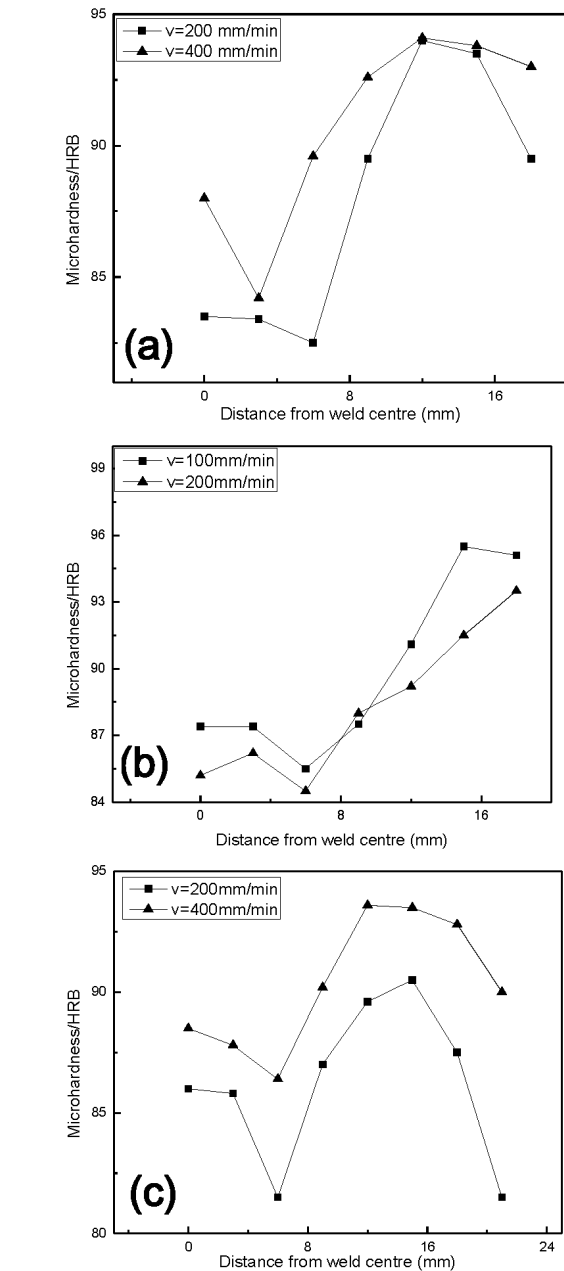 95
v=200 mm/min
v=400 mm/min
90
85
Microhardness/HRB
(a)
0 8 16
Distance from weld centre (mm)
99
v=100mm/min
v=200mm/min
96
93
90
87
84
Microhardness/HRB
(b)
0 8 16
Distance from weld centre (mm)
95
v=200mm/min
v=400mm/min
90
85
80
Microhardness/HRB
(c)
0 8 16 24
Distance from weld centre (mm)